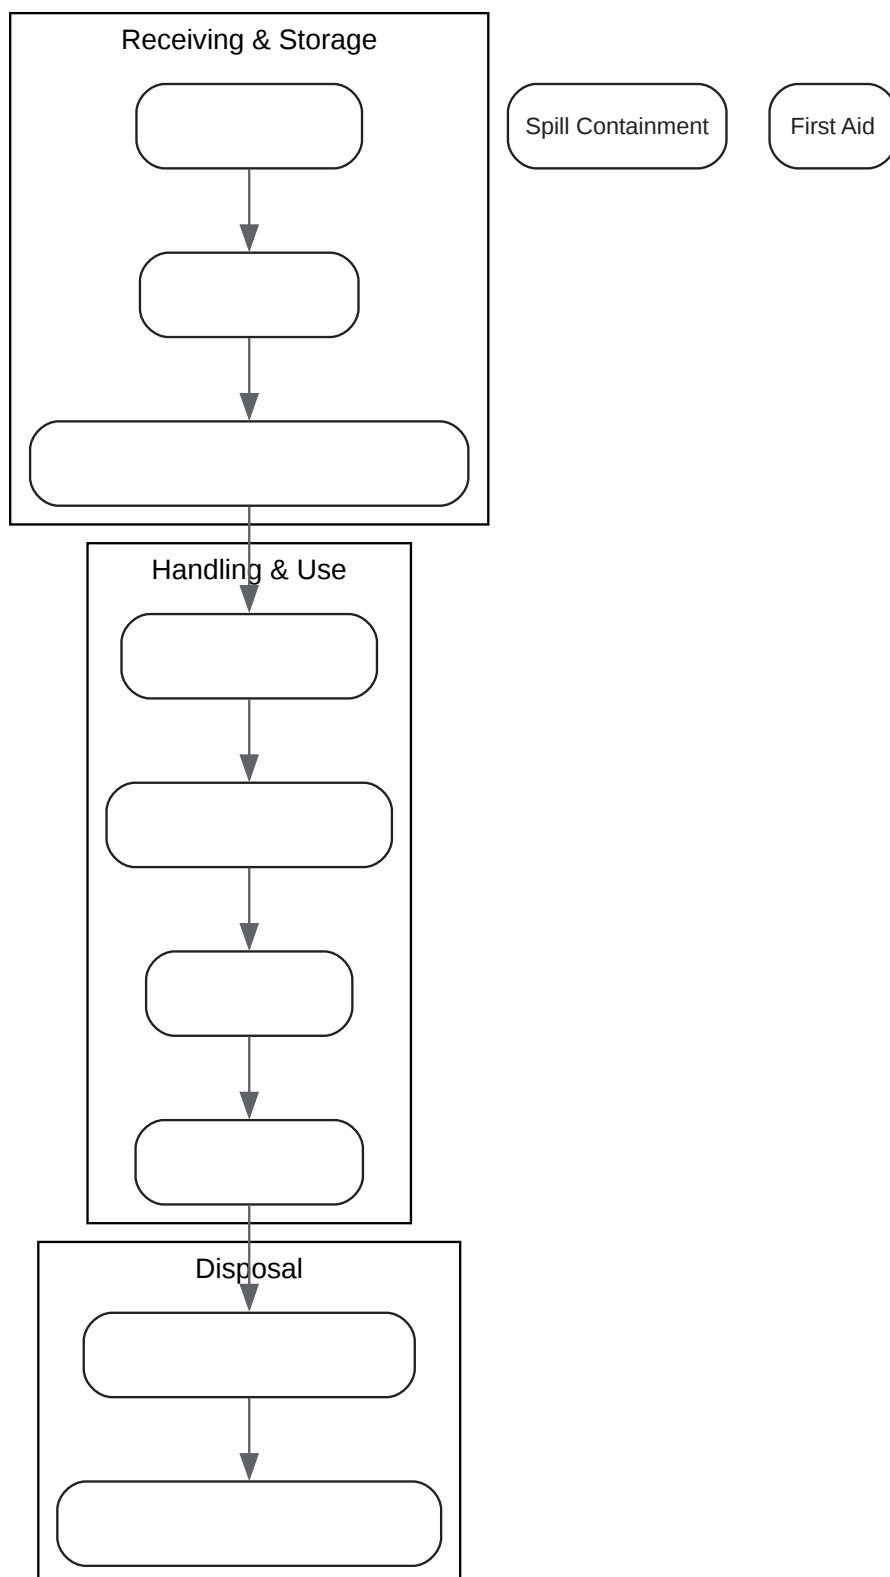 Receiving & Storage
Spill Containment
First Aid
Handling & Use
Disposal